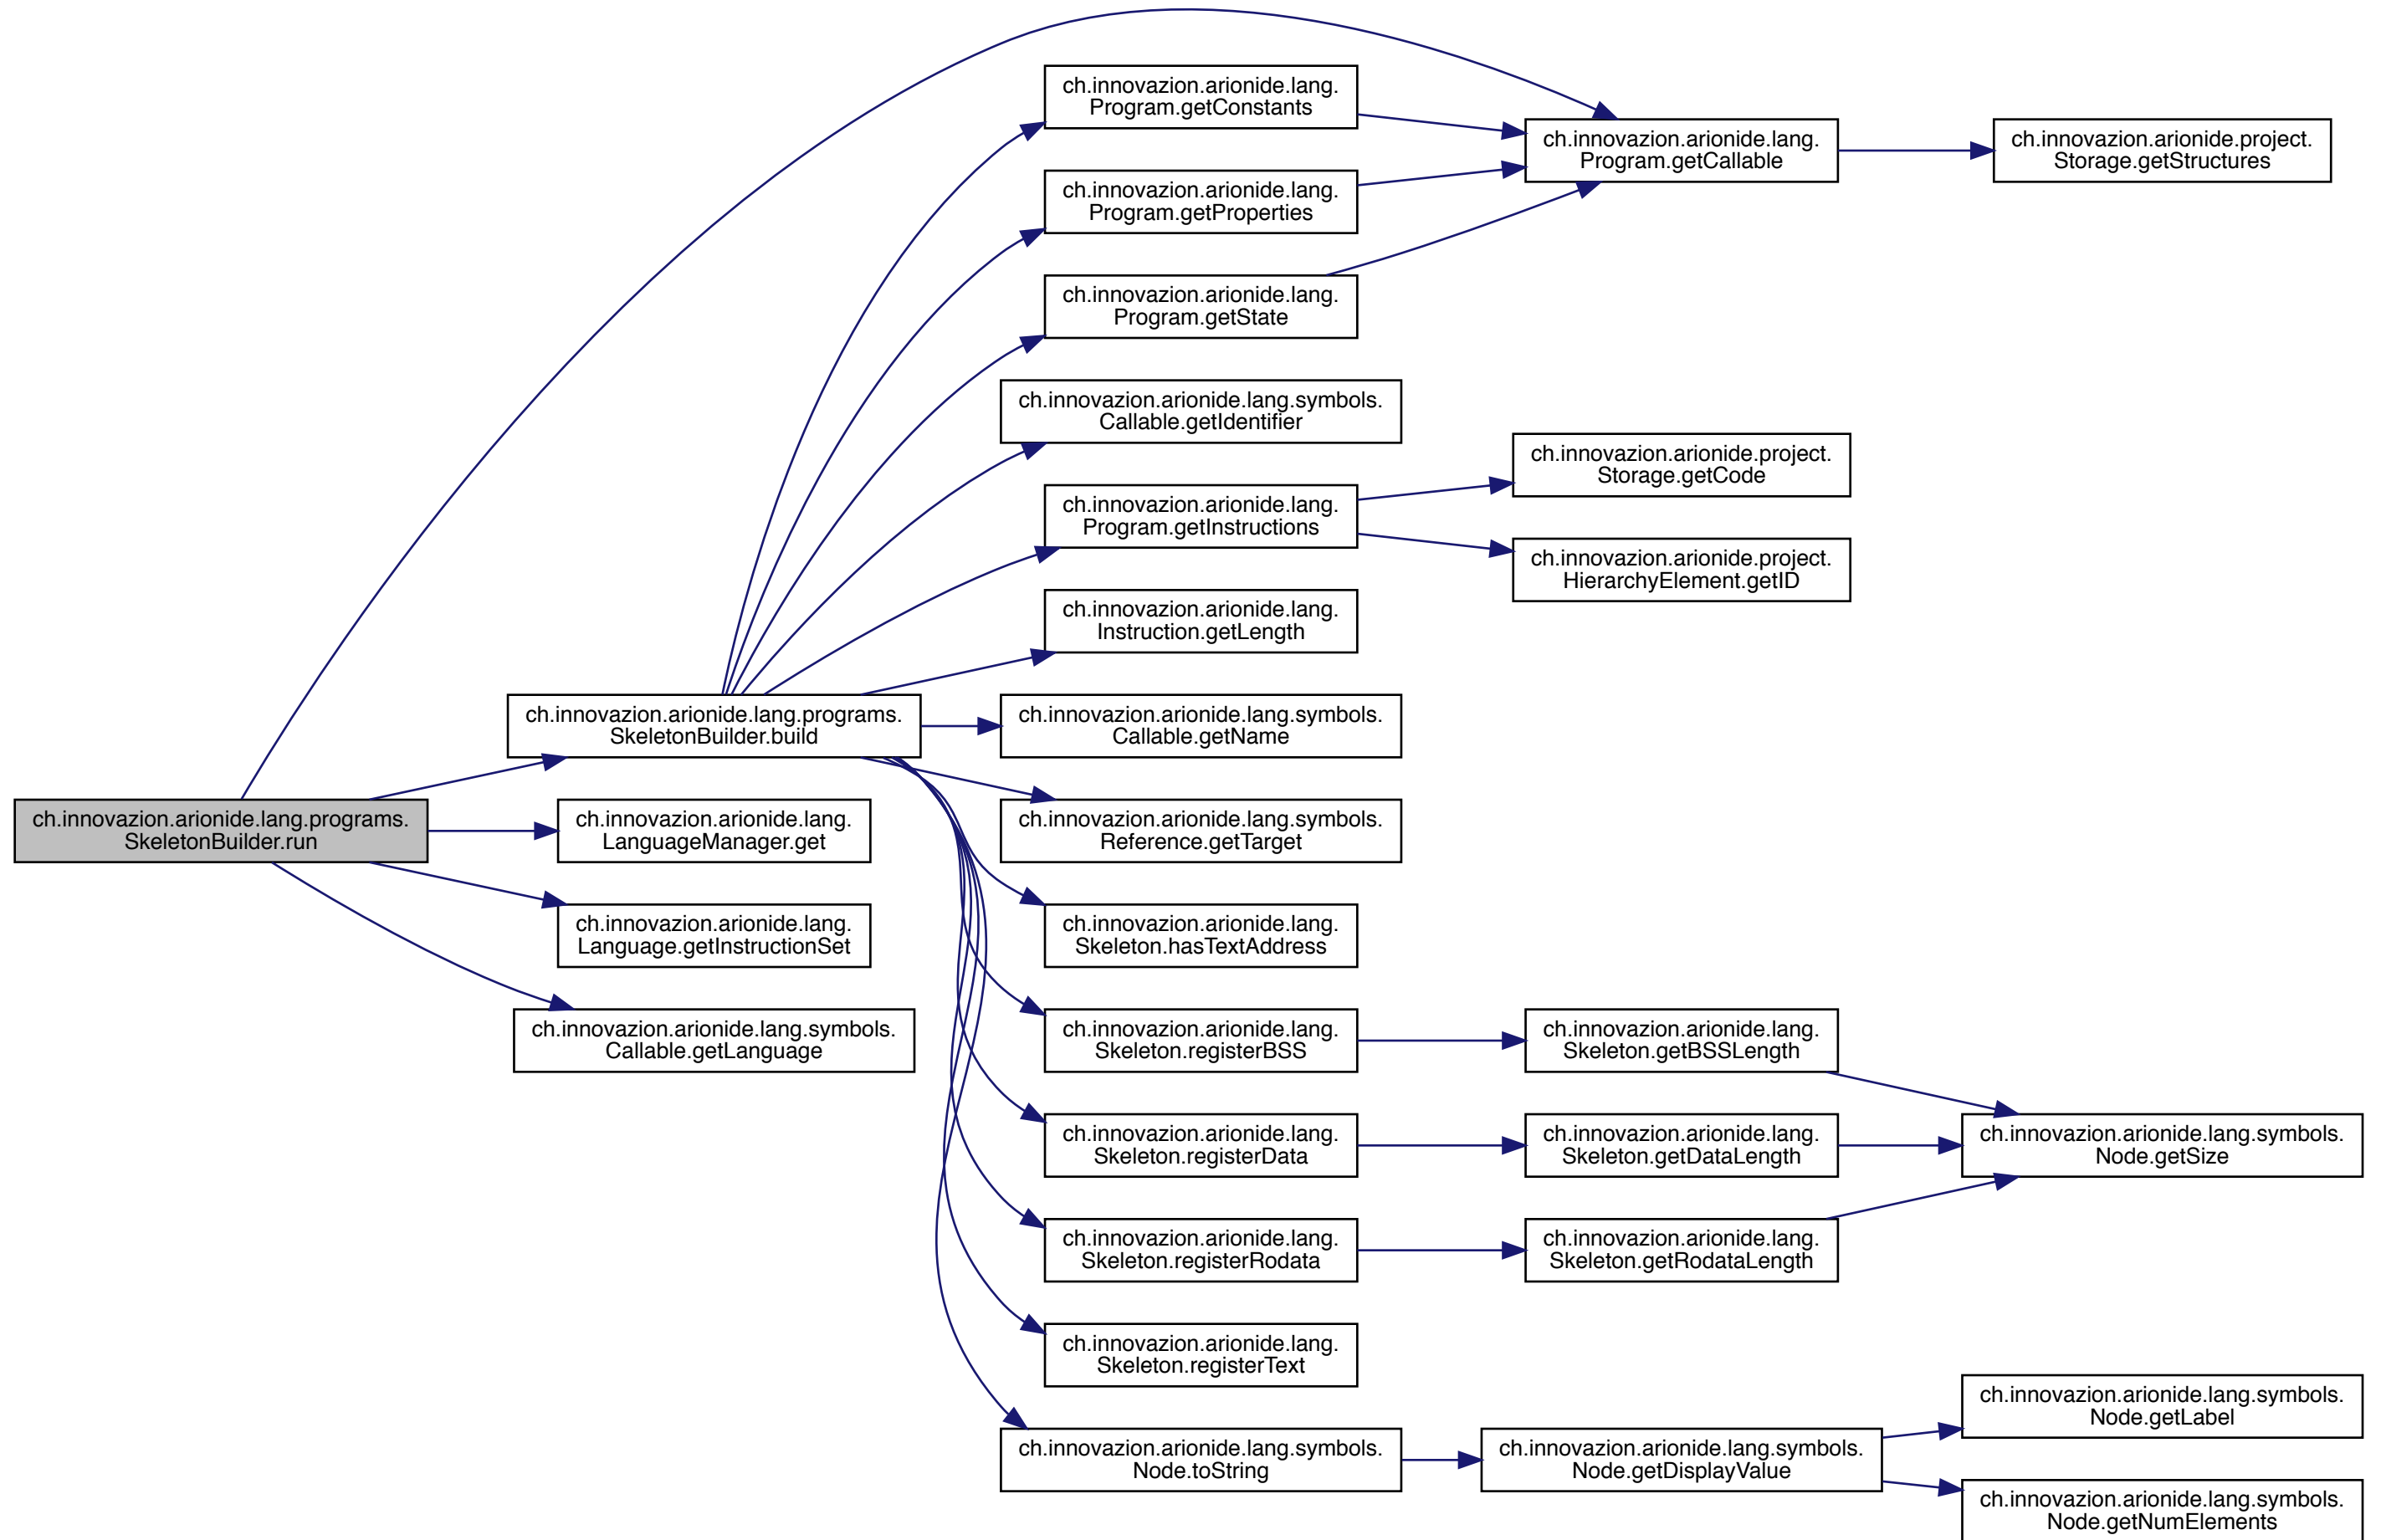 ch.innovazion.arionide.lang.
Program.getConstants
ch.innovazion.arionide.lang.
Program.getCallable
ch.innovazion.arionide.project.
Storage.getStructures
ch.innovazion.arionide.lang.
Program.getProperties
ch.innovazion.arionide.lang.
Program.getState
ch.innovazion.arionide.lang.symbols.
Callable.getIdentifier
ch.innovazion.arionide.project.
Storage.getCode
ch.innovazion.arionide.lang.
Program.getInstructions
ch.innovazion.arionide.project.
HierarchyElement.getID
ch.innovazion.arionide.lang.
Instruction.getLength
ch.innovazion.arionide.lang.programs.
SkeletonBuilder.build
ch.innovazion.arionide.lang.symbols.
Callable.getName
ch.innovazion.arionide.lang.programs.
SkeletonBuilder.run
ch.innovazion.arionide.lang.
LanguageManager.get
ch.innovazion.arionide.lang.symbols.
Reference.getTarget
ch.innovazion.arionide.lang.
Language.getInstructionSet
ch.innovazion.arionide.lang.
Skeleton.hasTextAddress
ch.innovazion.arionide.lang.symbols.
Callable.getLanguage
ch.innovazion.arionide.lang.
Skeleton.registerBSS
ch.innovazion.arionide.lang.
Skeleton.getBSSLength
ch.innovazion.arionide.lang.
Skeleton.registerData
ch.innovazion.arionide.lang.
Skeleton.getDataLength
ch.innovazion.arionide.lang.symbols.
Node.getSize
ch.innovazion.arionide.lang.
Skeleton.registerRodata
ch.innovazion.arionide.lang.
Skeleton.getRodataLength
ch.innovazion.arionide.lang.
Skeleton.registerText
ch.innovazion.arionide.lang.symbols.
Node.getLabel
ch.innovazion.arionide.lang.symbols.
Node.toString
ch.innovazion.arionide.lang.symbols.
Node.getDisplayValue
ch.innovazion.arionide.lang.symbols.
Node.getNumElements